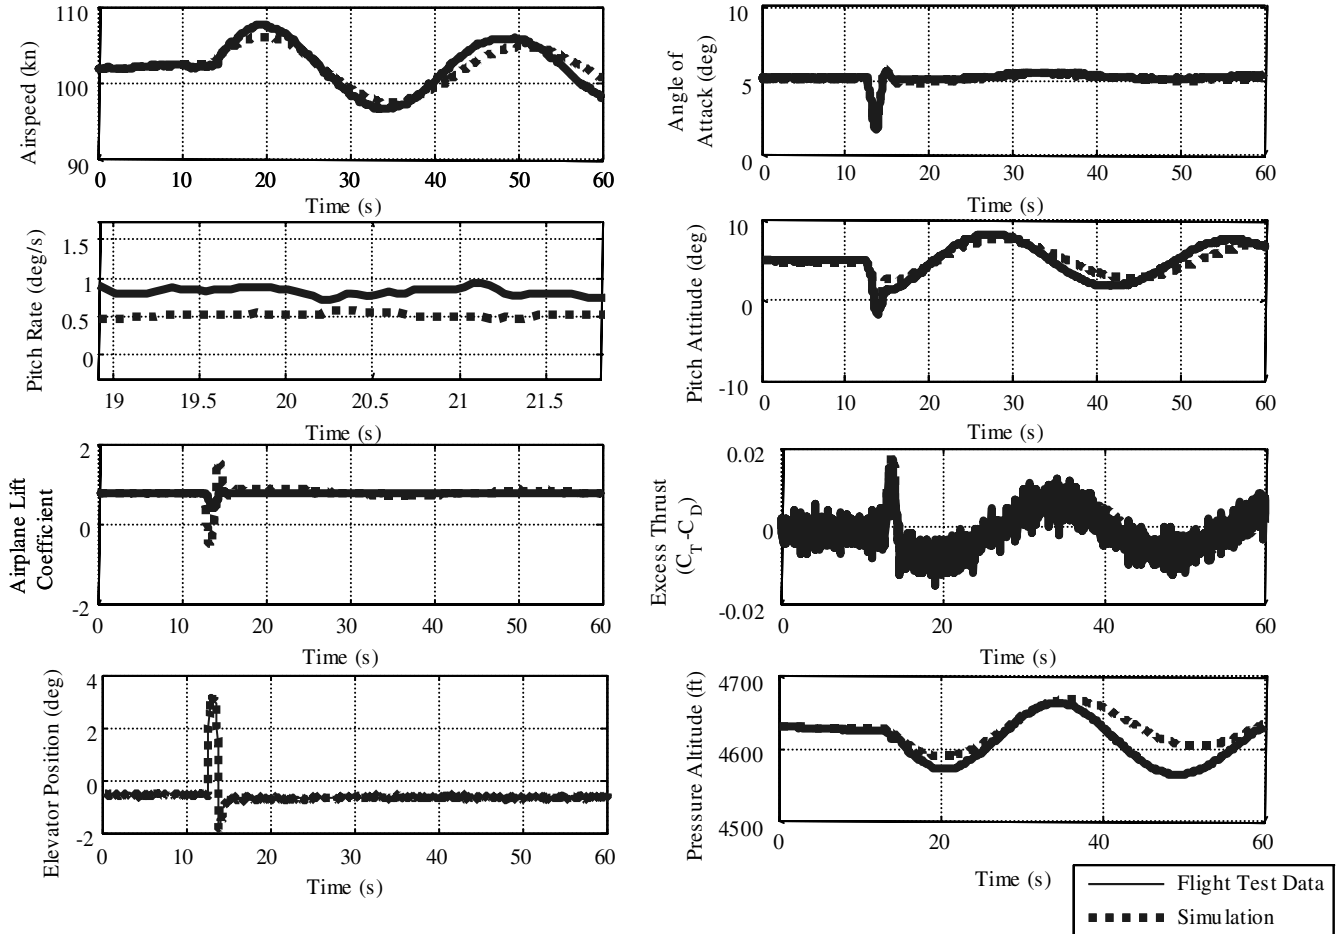 110
100
90
Airspeed (kn)
0 10 20 30 40 50 60
Time (s)
10
5
0
Angle of
Attack (deg)
0 10 20 30 40 50 60
Time (s)
1.5
1
0.5
0
Pitch Rate (deg/s)
19 19.5 20 20.5 21 21.5
Time (s)
10
0
-10
Pitch Attitude (deg)
0 10 20 30 40 50 60
Time (s)
2
0
-2
Airplane Lift
Coefficient
0 10 20 30 40 50 60
Time (s)
0.02
0
-0.02
Excess Thrust
(C_T-C_D)
0 20 40 60
Time (s)
4
2
0
-2
Elevator Position (deg)
0 10 20 30 40 50 60
Time (s)
4700
4600
4500
Pressure Altitude (ft)
0 20 40 60
Time (s)
Flight Test Data
Simulation